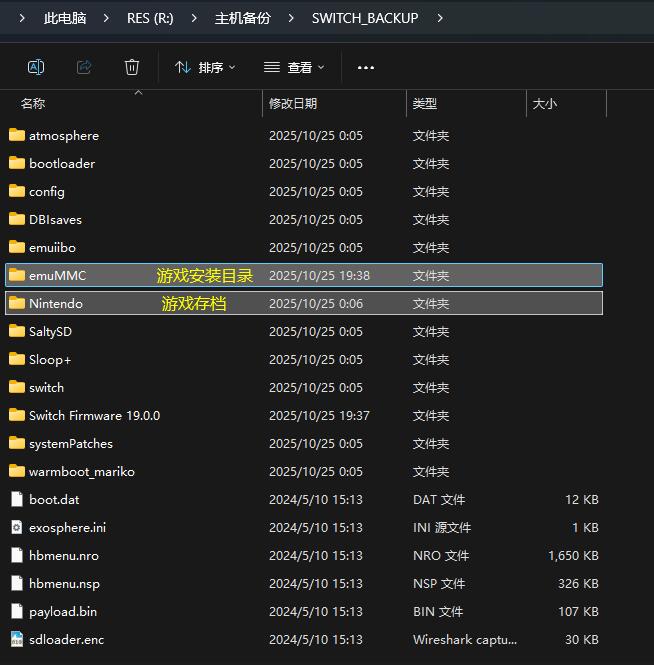 此电脑 RES (R:) 主机备份 SWITCH_BACKUP
排序 查看
名称 修改日期 类型 大小
atmosphere 2025/10/25 0:05 文件夹
bootloader 2025/10/25 0:05 文件夹
config 2025/10/25 0:05 文件夹
DBIsaves 2025/10/25 0:05 文件夹
emuiibo 2025/10/25 0:05 文件夹
emuMMC 游戏安装目录 2025/10/25 19:38 文件夹
Nintendo 游戏存档 2025/10/25 0:06 文件夹
SaltySD 2025/10/25 0:05 文件夹
Sloop+ 2025/10/25 0:05 文件夹
switch 2025/10/25 0:05 文件夹
Switch Firmware 19.0.0 2025/10/25 19:37 文件夹
systemPatches 2025/10/25 0:05 文件夹
warmboot_mariko 2025/10/25 0:05 文件夹
boot.dat 2024/5/10 15:13 DAT 文件 12 KB
exosphere.ini 2024/5/10 15:13 INI 源文件 1 KB
hbmenu.nro 2024/5/10 15:13 NRO 文件 1,650 KB
hbmenu.nsp 2024/5/10 15:13 NSP 文件 326 KB
payload.bin 2024/5/10 15:13 BIN 文件 107 KB
sdloader.enc 2024/5/10 15:13 Wireshark captu... 30 KB